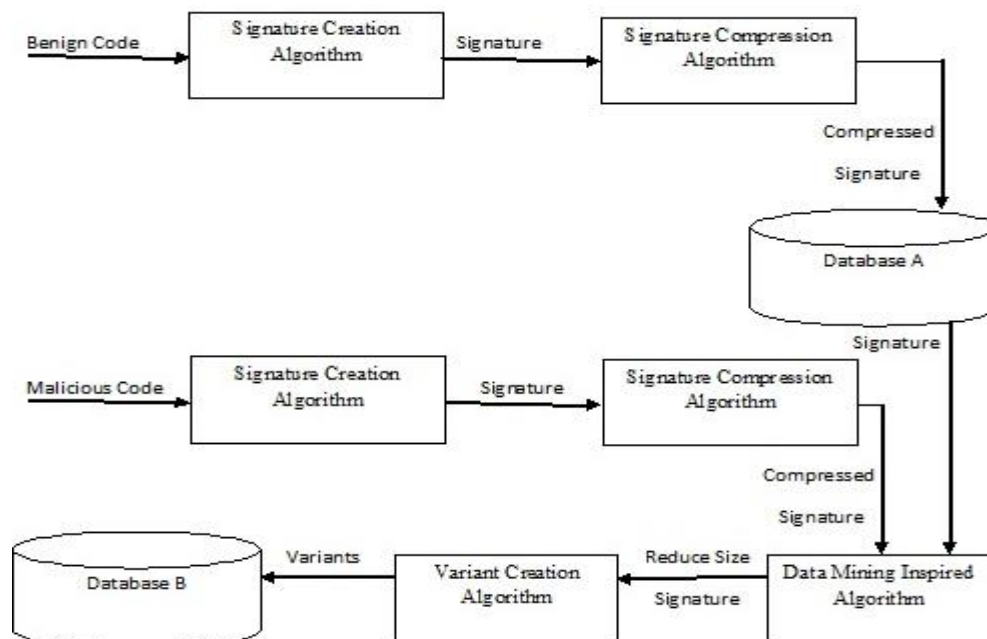 Benign Code
Signature Creation
Algorithm
Signature
Signature Compression
Algorithm
Compressed
Signature
Database A
Signature
Malicious Code
Signature Creation
Algorithm
Signature
Signature Compression
Algorithm
Compressed
Signature
Database B
Variants
Variant Creation
Algorithm
Reduce Size
Signature
Data Mining Inspired
Algorithm